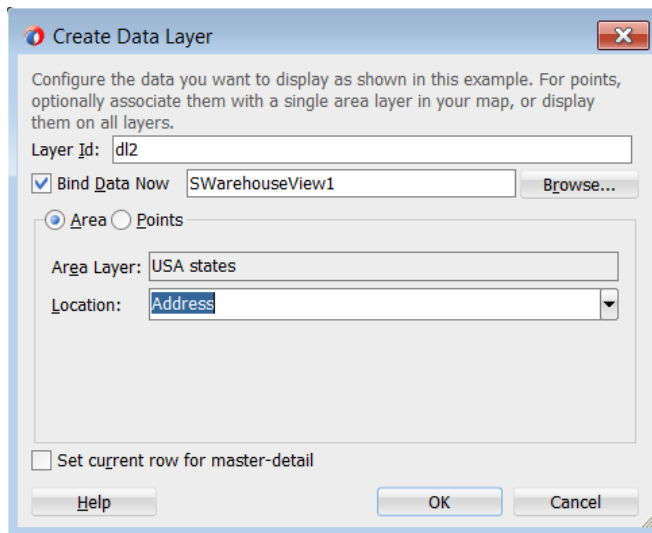 Create Data Layer
Configure the data you want to display as shown in this example. For points,
optionally associate them with a single area layer in your map, or display
them on all layers.
Layer Id: dl2
Bind Data Now SWarehouseView1 Browse...
Area Points
Area Layer: USA states
Location: Address
Set current row for master-detail
Help OK Cancel